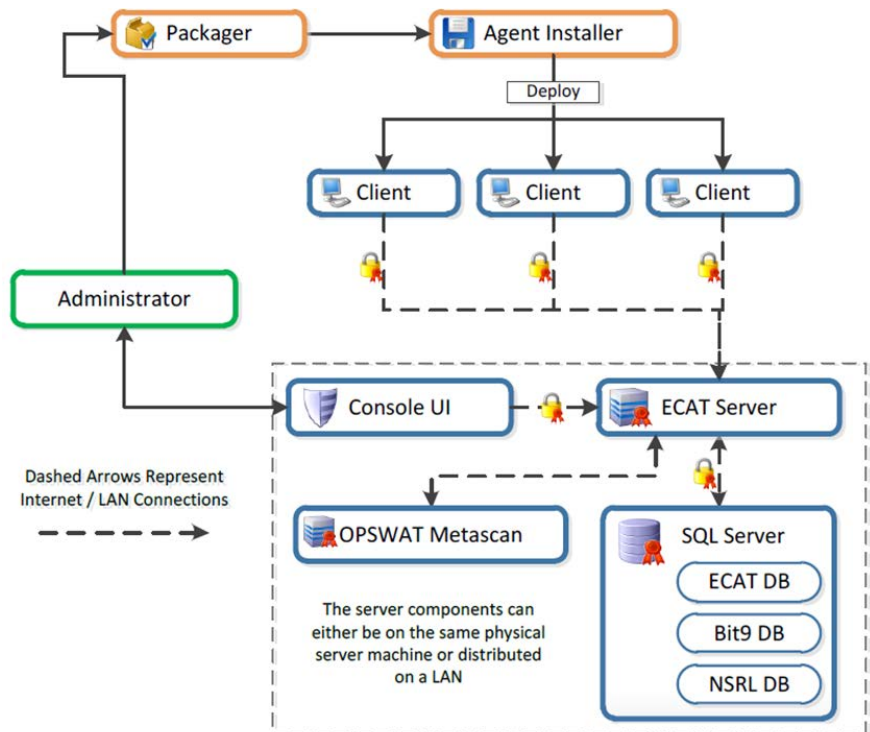 Packager
Agent Installer
Deploy
Client
Client
Client
Administrator
Console UI
ECAT Server
Dashed Arrows Represent
Internet / LAN Connections
OPSWAT Metascan
SQL Server
ECAT DB
Bit9 DB
NSRL DB
The server components can
either be on the same physical
server machine or distributed
on a LAN